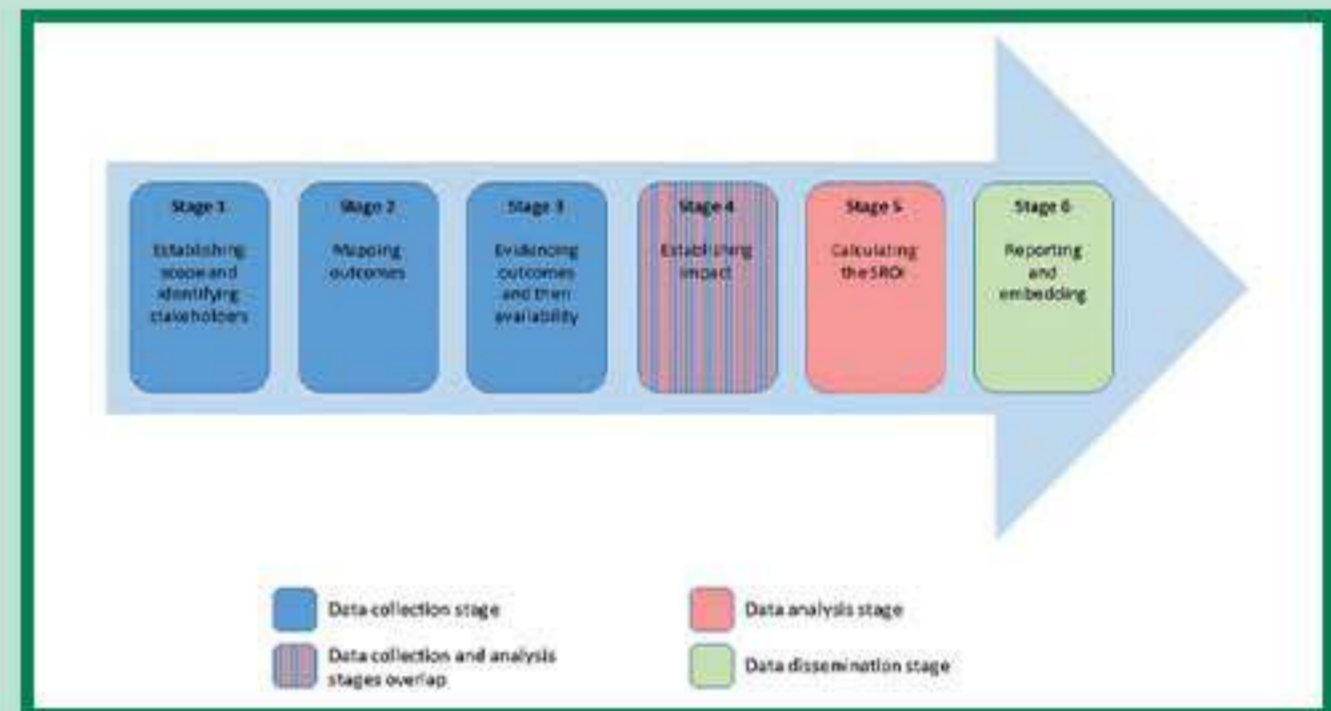 Stage 1
Establishing
scope and
identifying
stakeholders
Stage 2
Mapping
outcomes
Stage 3
Evidencing
outcomes
and then
availability
Stage 4
Establishing
impact
Stage 5
Calculating
the SROI
Stage 6
Reporting
and
embedding
Data collection stage
Data collection and analysis
stages overlap
Data analysis stage
Data dissemination stage